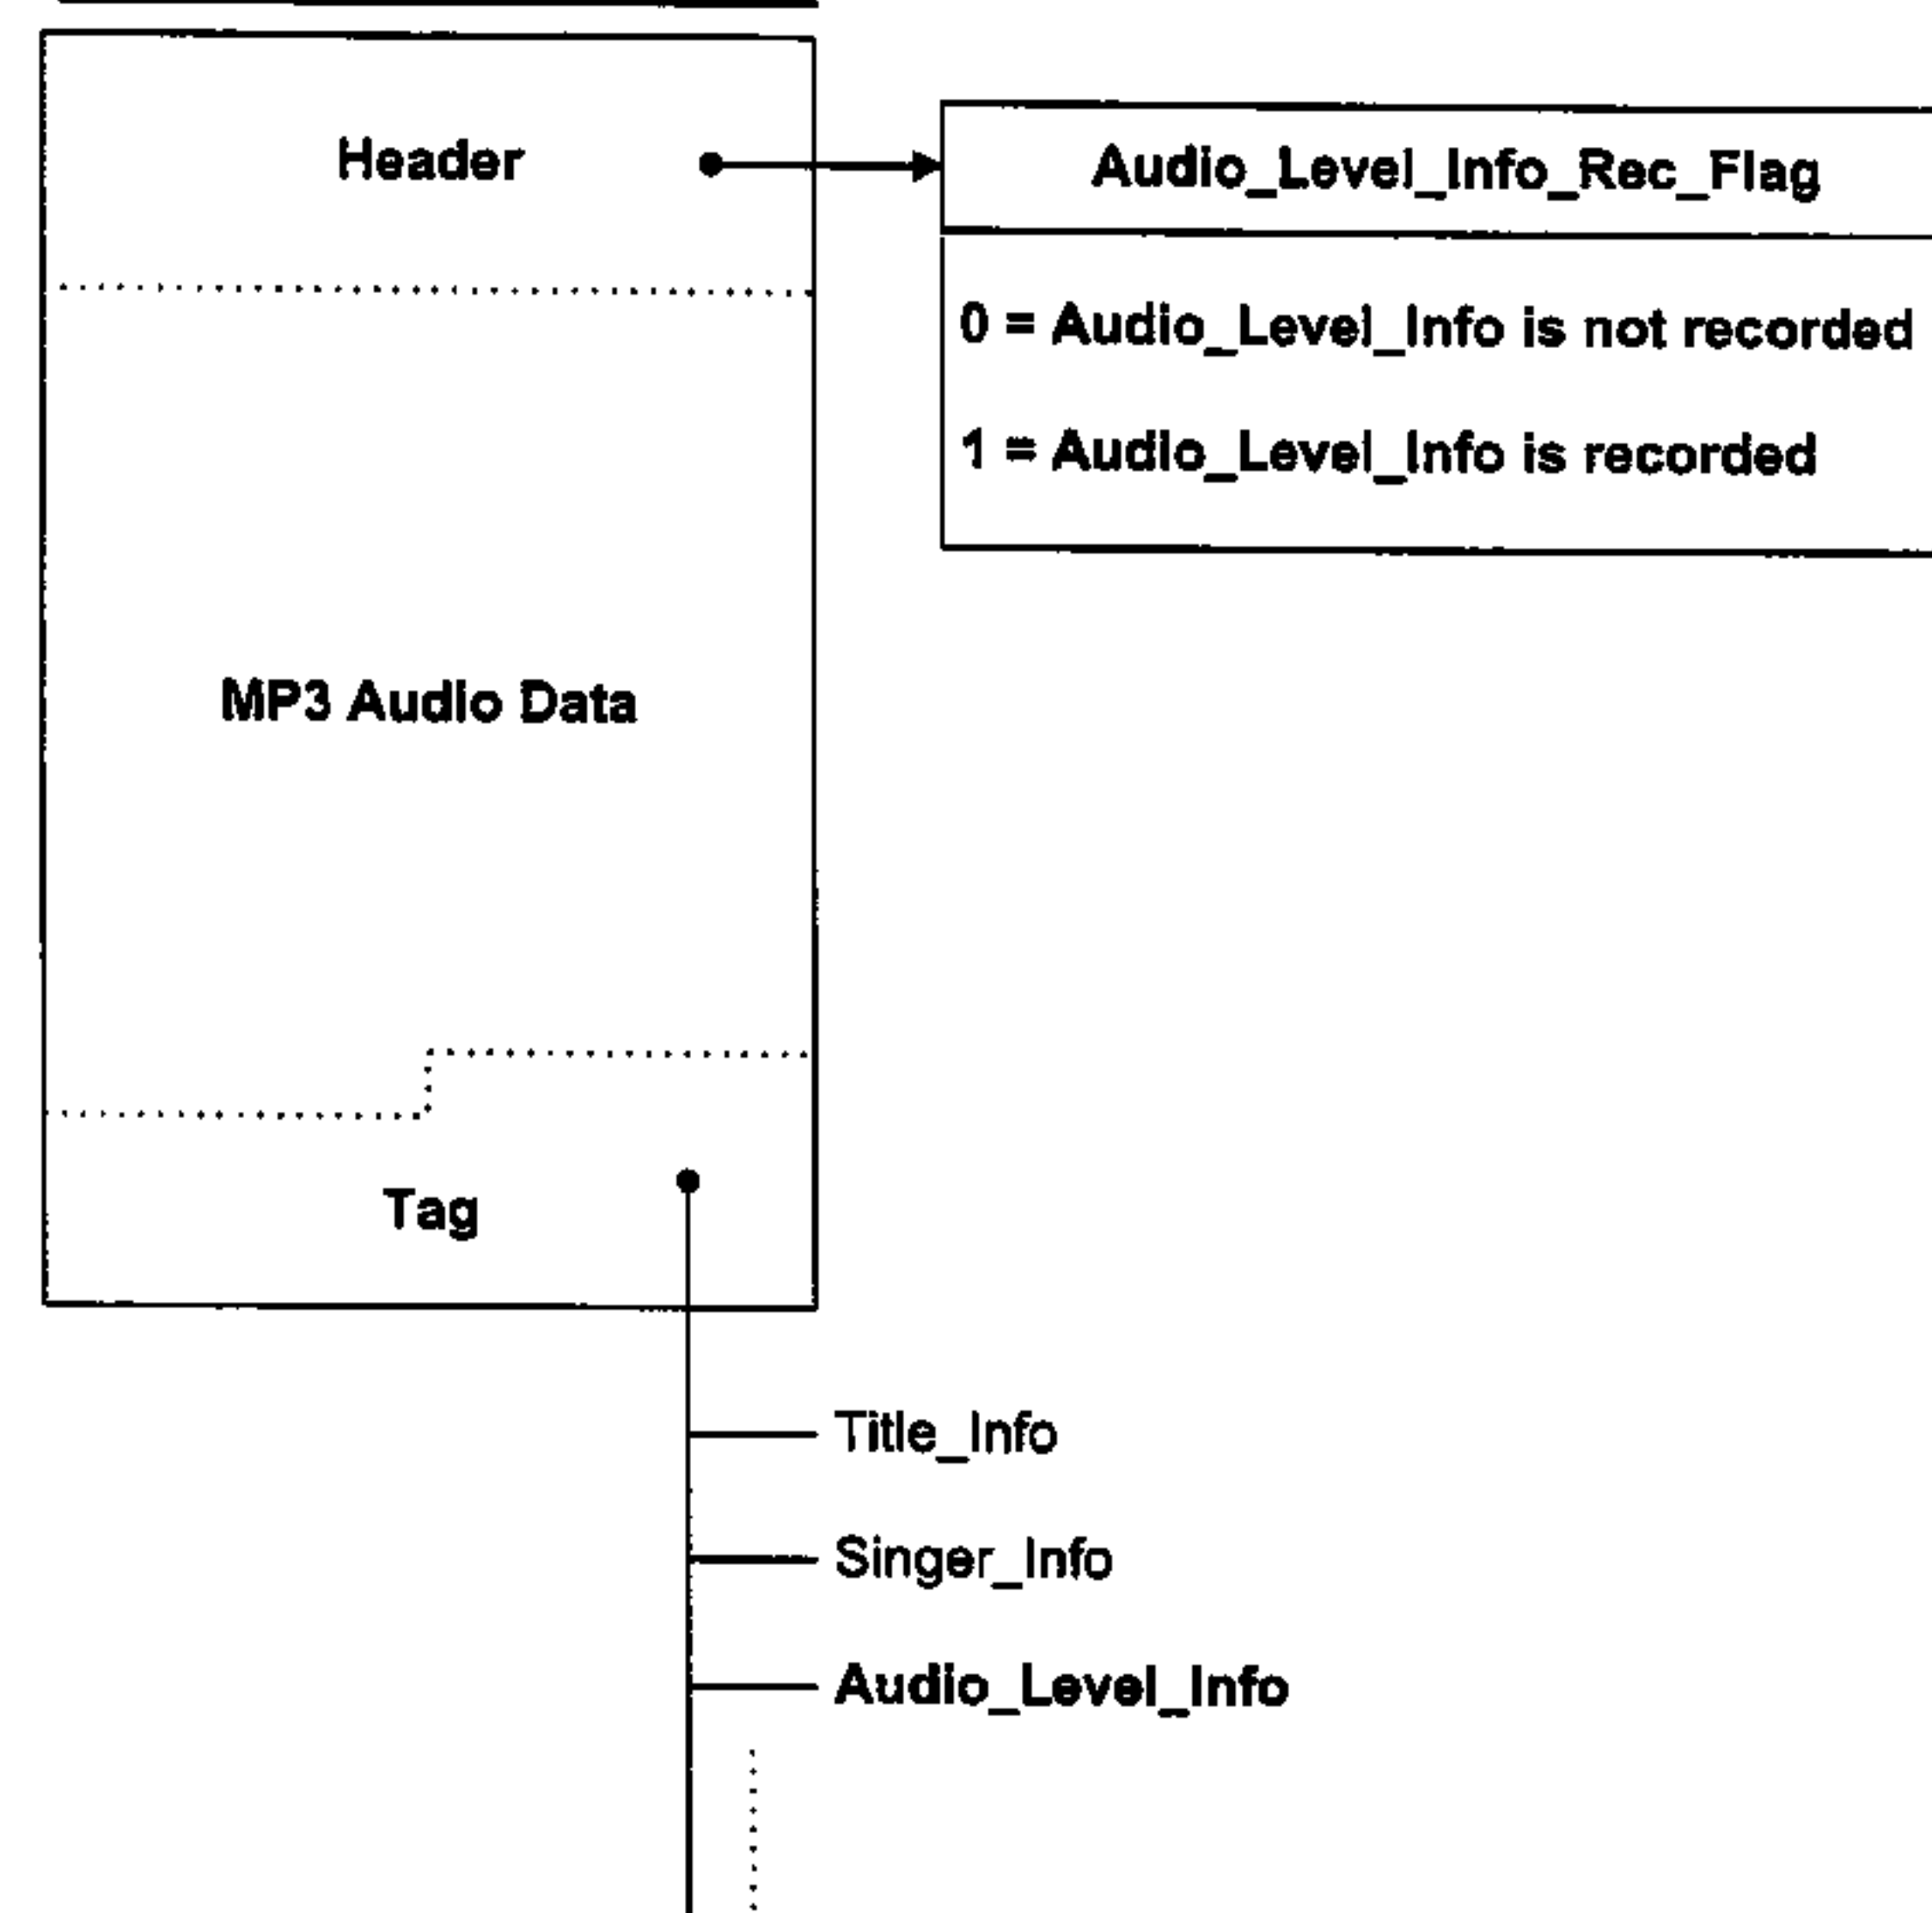 Header
Audio_Level_Info_Rec_Flag
0 = Audio_Level_Info is not recorded
1 = Audio_Level_Info is recorded
MP3 Audio Data
Tag
Title_Info
Singer_Info
Audio_Level_Info